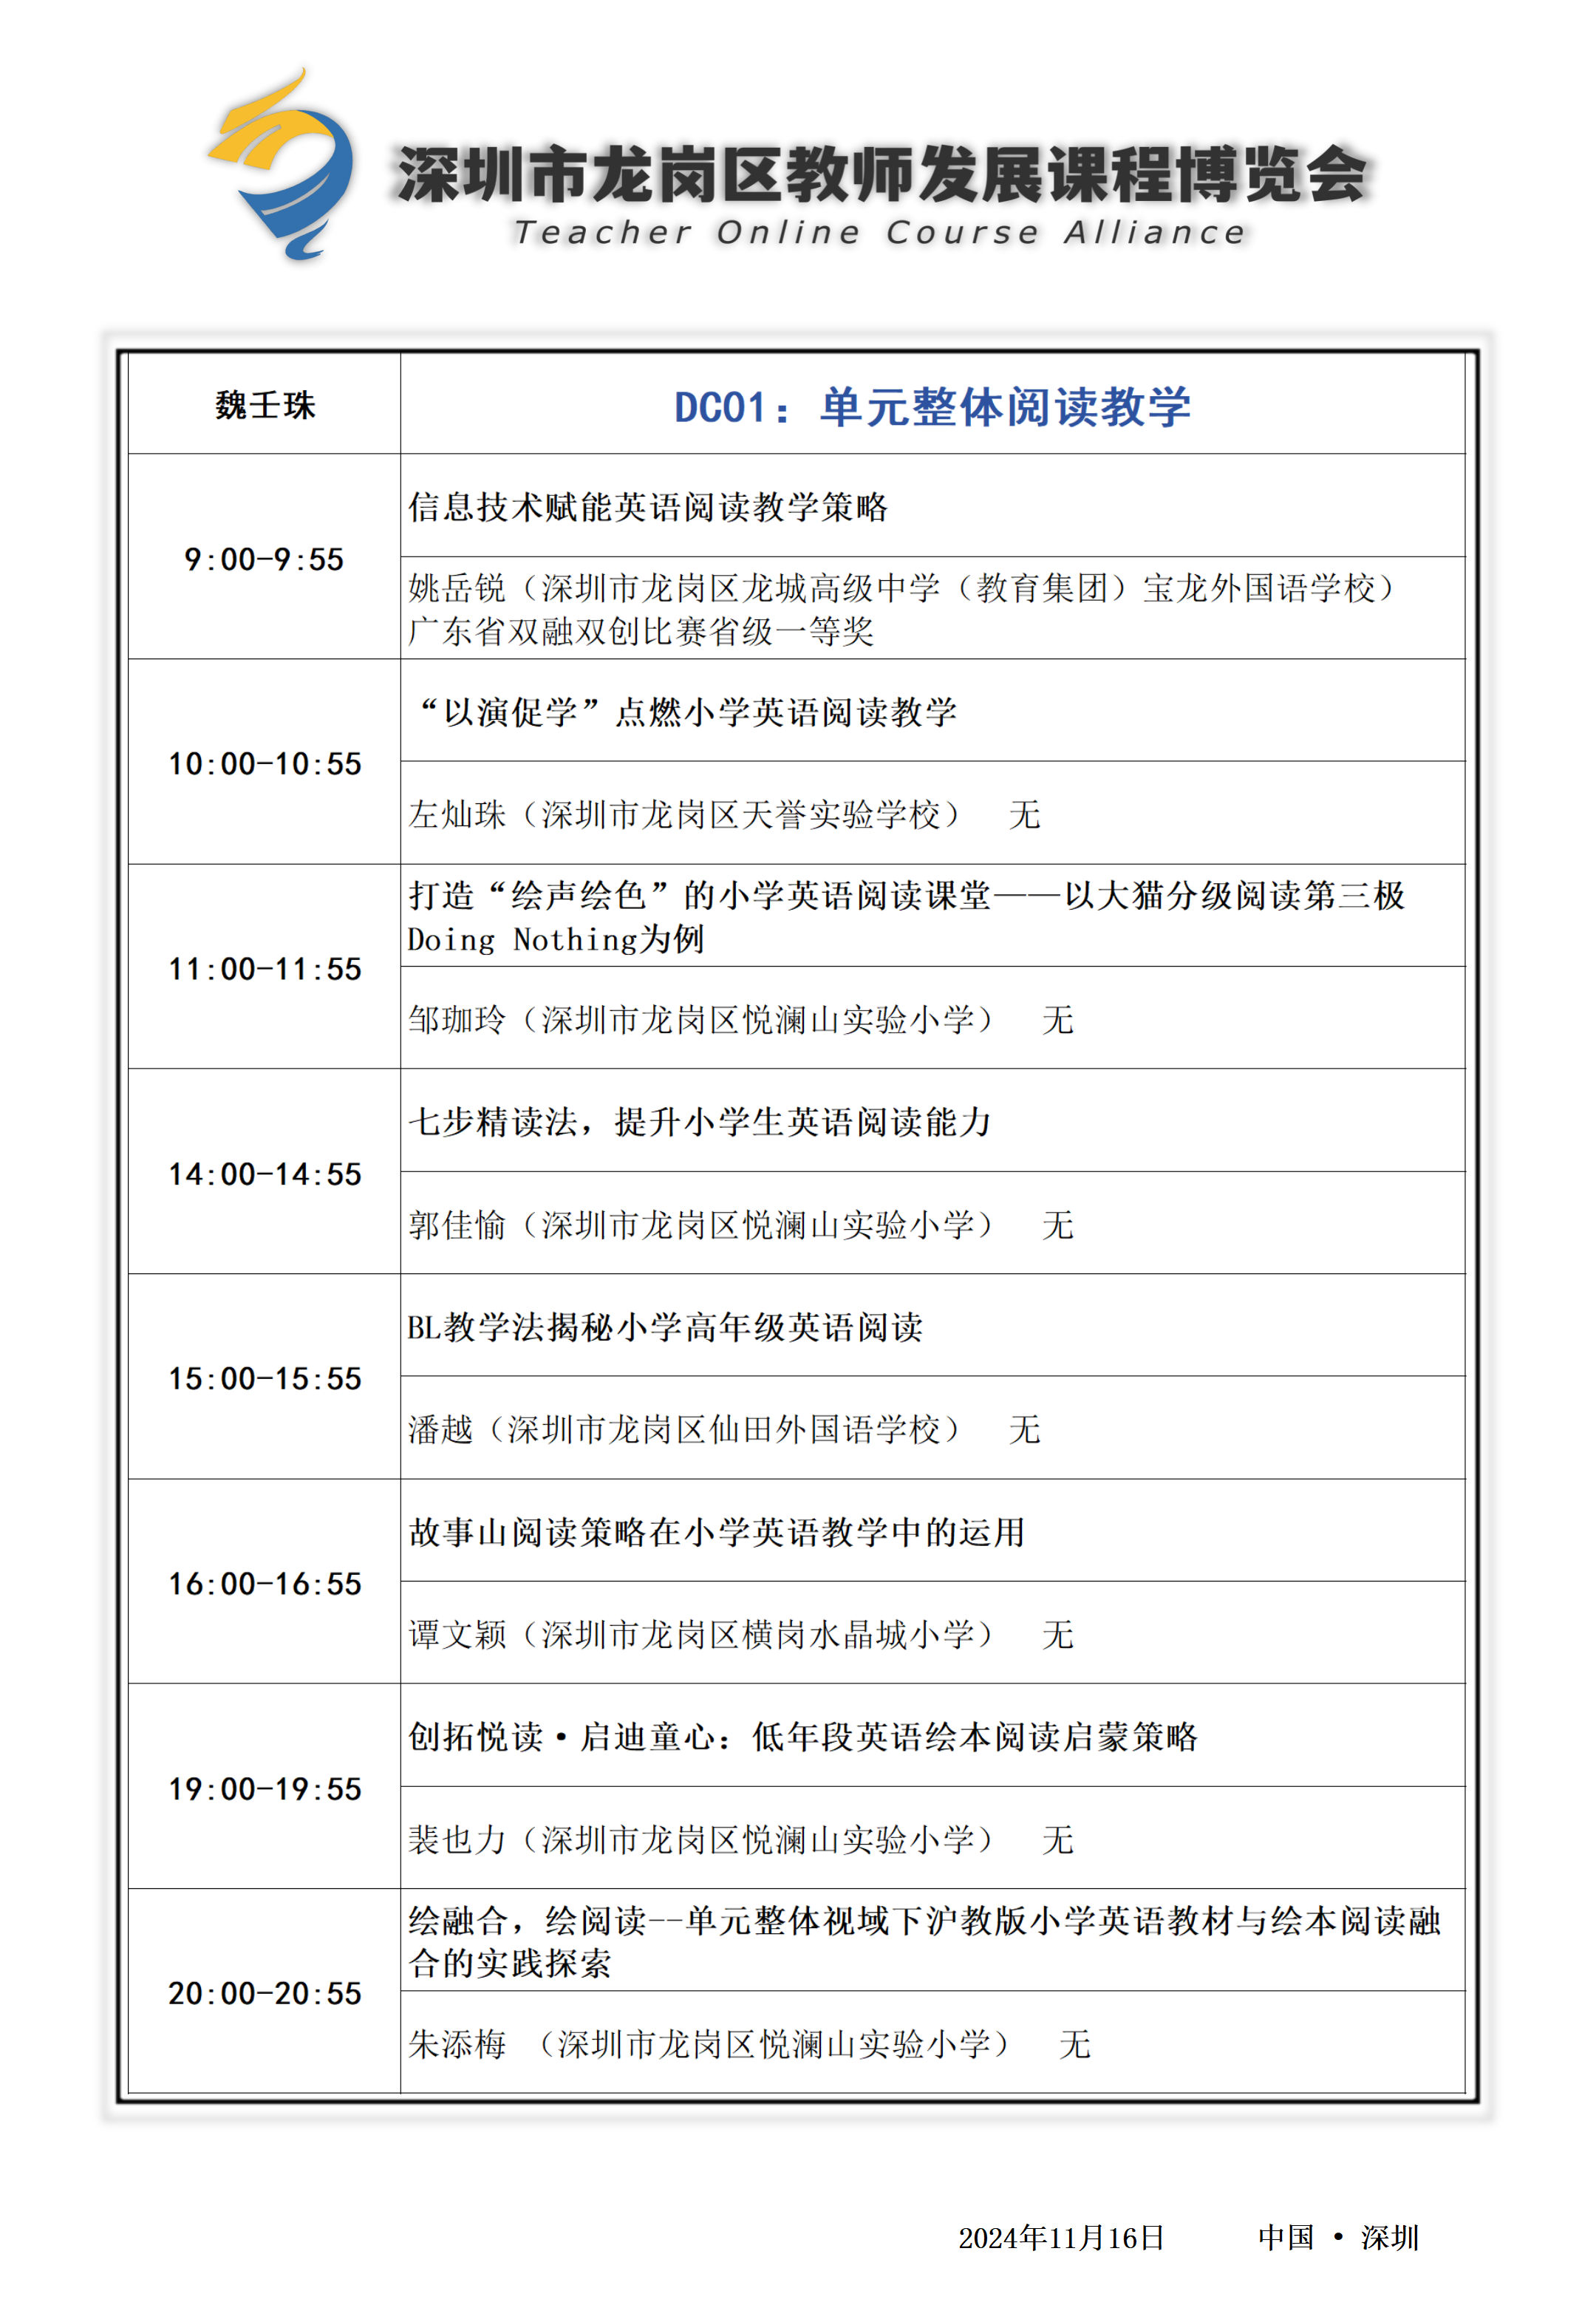 深圳市龙岗区教师发展课程博览会
Teacher Online Course Alliance
魏壬珠
DC01：单元整体阅读教学
9:00-9:55
信息技术赋能英语阅读教学策略
姚岳锐（深圳市龙岗区龙城高级中学（教育集团）宝龙外国语学校）
广东省双融双创比赛省级一等奖
10:00-10:55
“以演促学”点燃小学英语阅读教学
左灿珠（深圳市龙岗区天誉实验学校） 无
11:00-11:55
打造“绘声绘色”的小学英语阅读课堂——以大猫分级阅读第三极
Doing Nothing为例
邹珈玲（深圳市龙岗区悦澜山实验小学） 无
14:00-14:55
七步精读法，提升小学生英语阅读能力
郭佳愉（深圳市龙岗区悦澜山实验小学） 无
15:00-15:55
BL教学法揭秘小学高年级英语阅读
潘越（深圳市龙岗区仙田外国语学校） 无
16:00-16:55
故事山阅读策略在小学英语教学中的运用
谭文颖（深圳市龙岗区横岗水晶城小学） 无
19:00-19:55
创拓悦读·启迪童心：低年段英语绘本阅读启蒙策略
裴也力（深圳市龙岗区悦澜山实验小学） 无
20:00-20:55
绘融合，绘阅读--单元整体视域下沪教版小学英语教材与绘本阅读融
合的实践探索
朱添梅 （深圳市龙岗区悦澜山实验小学） 无
2024年11月16日 中国 · 深圳